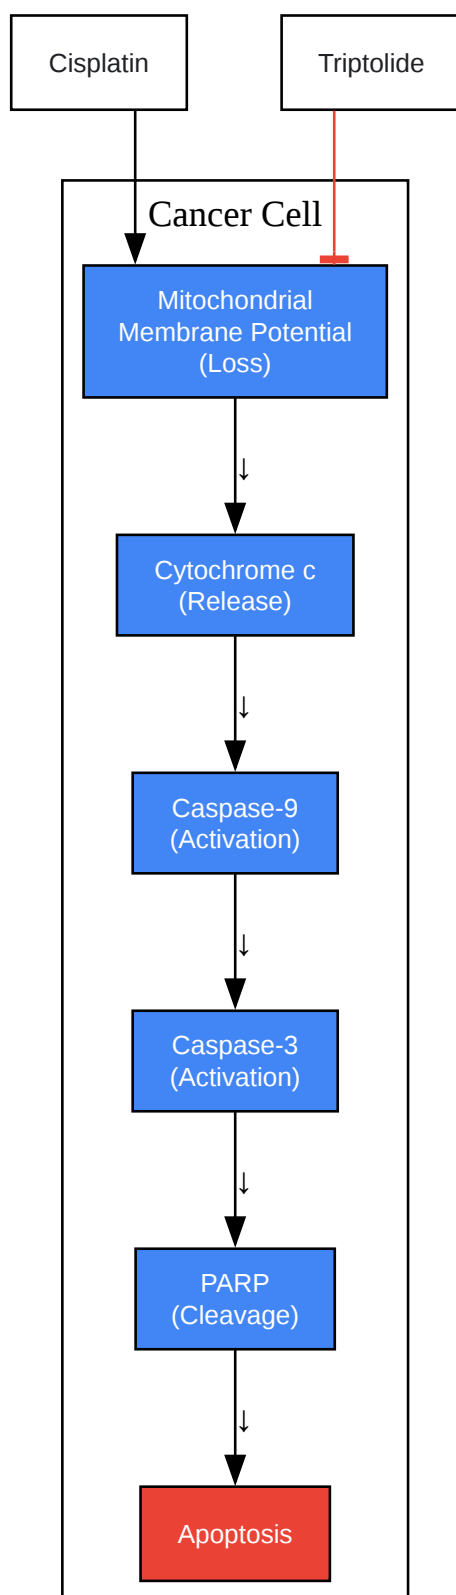 Cisplatin
Triptolide
Cancer Cell
Mitochondrial
Membrane Potential
(Loss)
↓
Cytochrome c
(Release)
↓
Caspase-9
(Activation)
↓
Caspase-3
(Activation)
↓
PARP
(Cleavage)
↓
Apoptosis